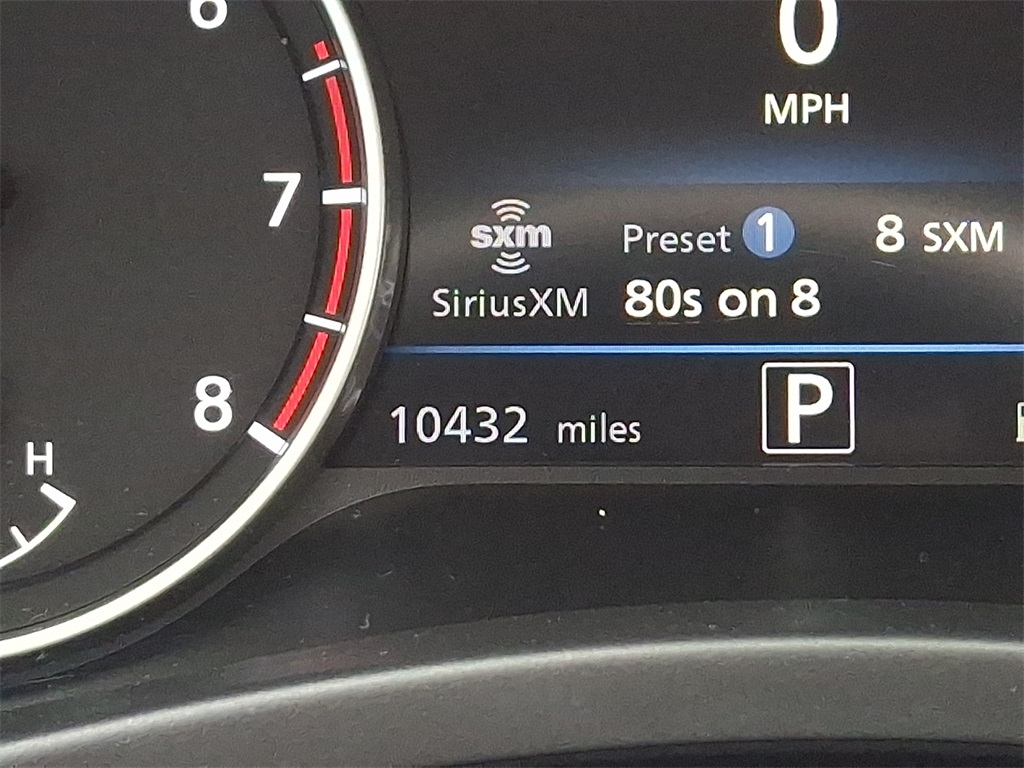 6
0
MPH
7
sxm
Preset 1
8 SXM
SiriusXM
80s on 8
8
10432 miles
P
H